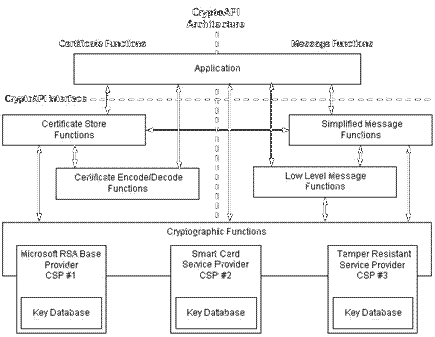 CryptoAPI
Architecture
Certificate Functions
Message Functions
Application
CryptoAPI Interface
Certificate Store
Functions
Simplified Message
Functions
Certificate Encode/Decode
Functions
Low Level Message
Functions
Cryptographic Functions
Microsoft RSA Base
Provider
CSP #1
Smart Card
Service Provider
CSP #2
Temper Resistant
Service Provider
CSP #3
Key Database
Key Database
Key Database